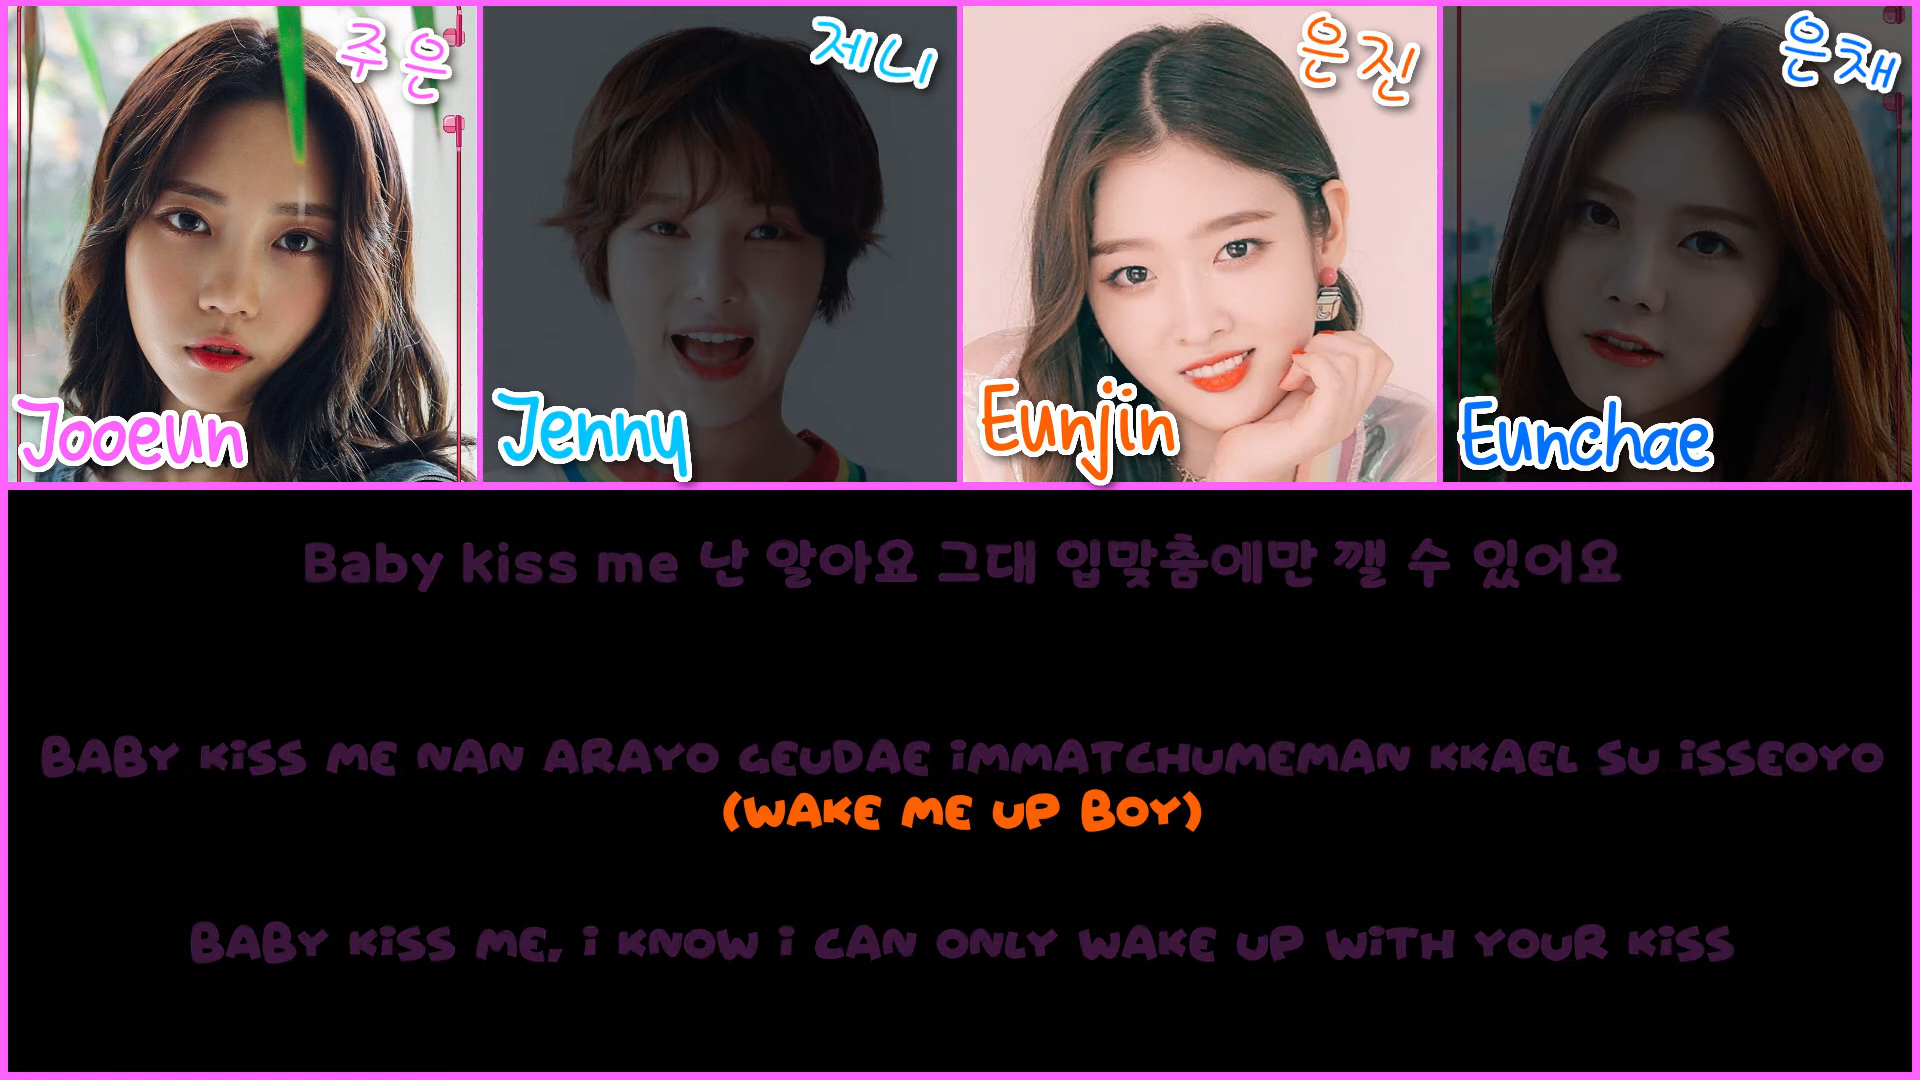 주은
제니
은진
은채
Jooeun
Jenny
Eunjin
Eunchae
Baby kiss me 난 알아요 그대 입맞춤에만 깰 수 있어요
BABY KISS ME NAN ARAYO GEUDAE IMMATCHUMEMAN KKAEL SU ISSEOYO
(WAKE ME UP BOY)
BABY KISS ME, I KNOW I CAN ONLY WAKE UP WITH YOUR KISS